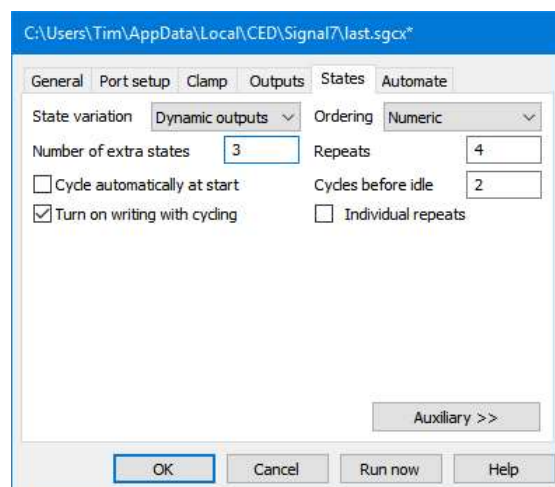 C:\Users\Tim\AppData\Local\CED\Signal7\last.sgcx*
General Port setup Clamp Outputs States Automate
State variation Dynamic outputs Ordering Numeric
Number of extra states 3 Repeats 4
Cycle automatically at start Cycles before idle 2
Turn on writing with cycling Individual repeats
Auxiliary >>
OK Cancel Run now Help